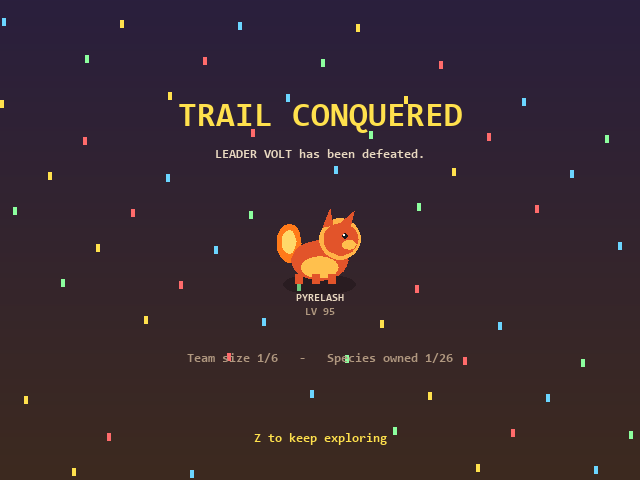 TRAIL CONQUERED
LEADER VOLT has been defeated.
PYRELASH
LV 95
Team size 1/6   -   Species owned 1/26
Z to keep exploring